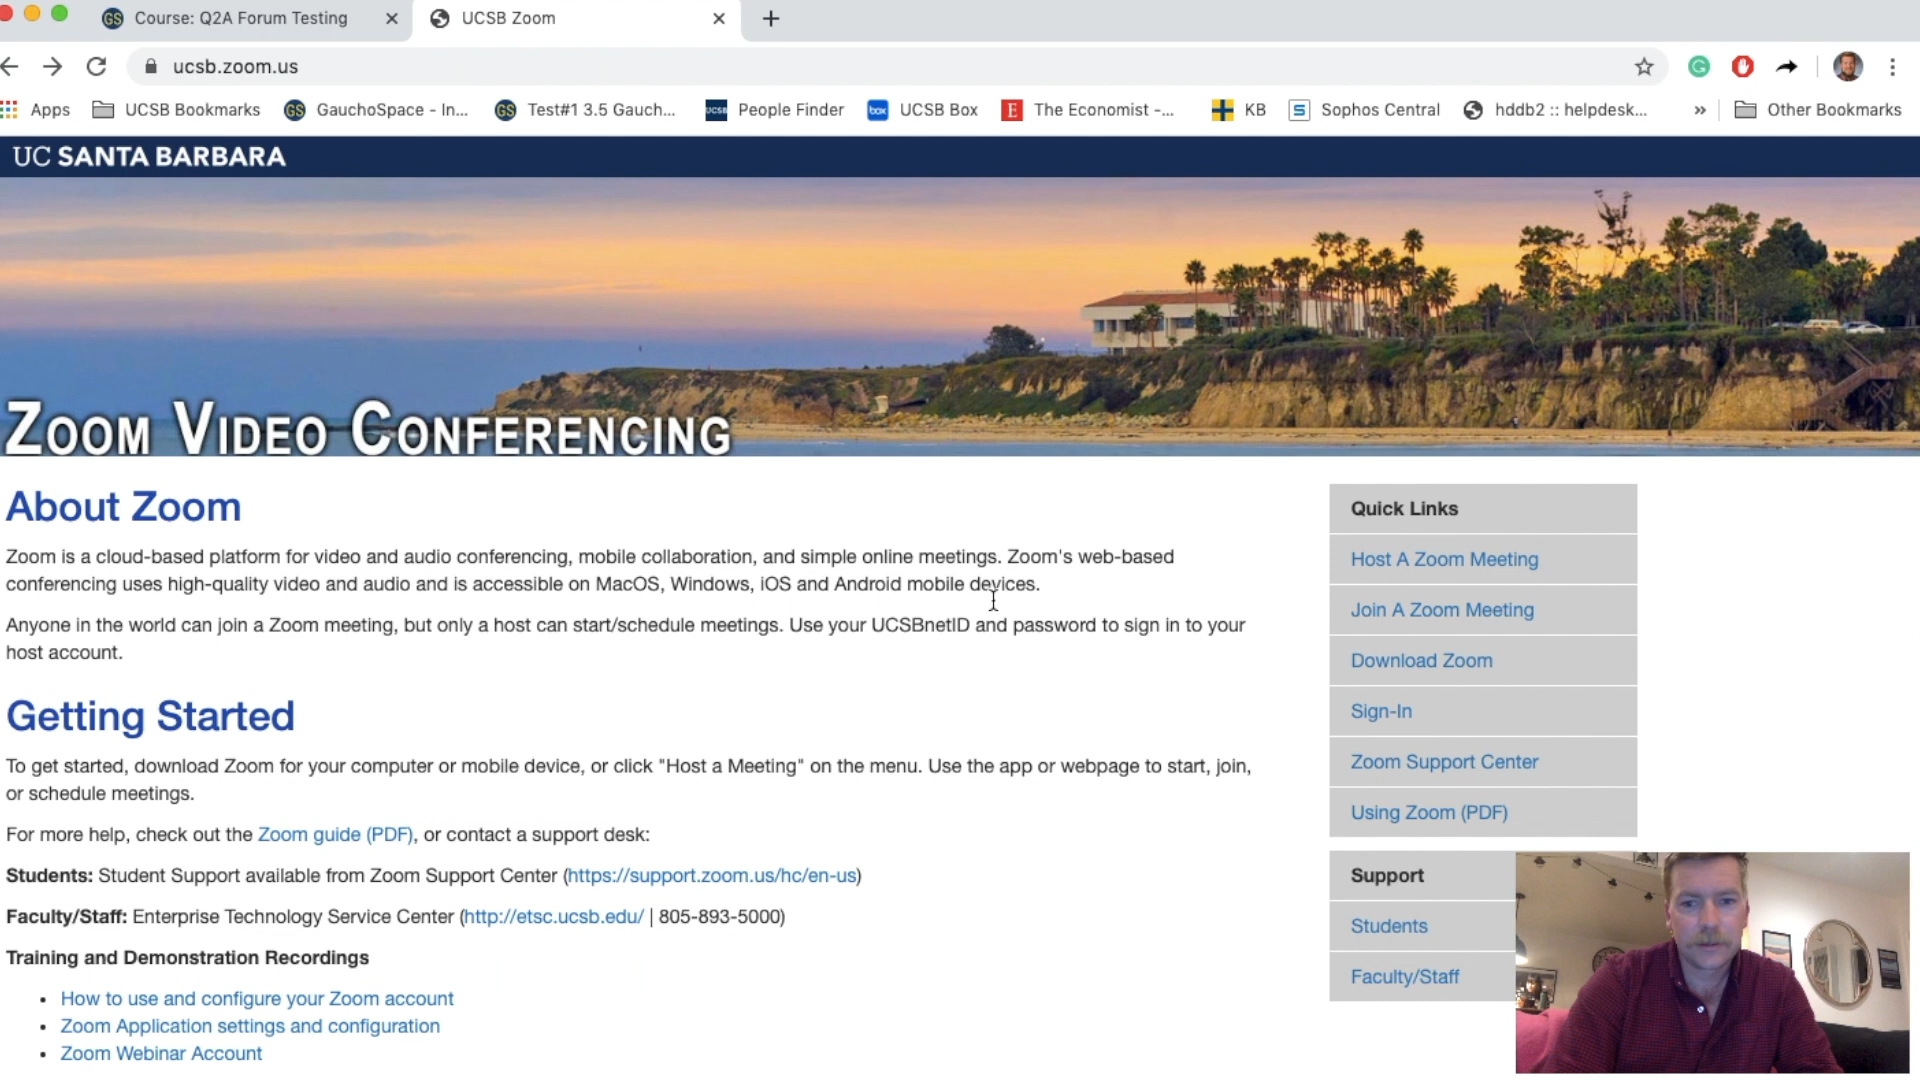 Course: Q2A Forum Testing
UCSB Zoom
ucsb.zoom.us
Apps
UCSB Bookmarks
GauchoSpace - In...
Test#1 3.5 Gauch...
People Finder
UCSB Box
The Economist -...
KB
Sophos Central
hddb2 :: helpdesk...
Other Bookmarks
UC SANTA BARBARA
ZOOM VIDEO CONFERENCING
About Zoom
Zoom is a cloud-based platform for video and audio conferencing, mobile collaboration, and simple online meetings. Zoom's web-based
conferencing uses high-quality video and audio and is accessible on MacOS, Windows, iOS and Android mobile devices.
Anyone in the world can join a Zoom meeting, but only a host can start/schedule meetings. Use your UCSBnetID and password to sign in to your
host account.
Getting Started
To get started, download Zoom for your computer or mobile device, or click "Host a Meeting" on the menu. Use the app or webpage to start, join,
or schedule meetings.
For more help, check out the Zoom guide (PDF), or contact a support desk:
Students: Student Support available from Zoom Support Center (https://support.zoom.us/hc/en-us)
Faculty/Staff: Enterprise Technology Service Center (http://etsc.ucsb.edu/ | 805-893-5000)
Training and Demonstration Recordings
• How to use and configure your Zoom account
• Zoom Application settings and configuration
• Zoom Webinar Account
Quick Links
Host A Zoom Meeting
Join A Zoom Meeting
Download Zoom
Sign-In
Zoom Support Center
Using Zoom (PDF)
Support
Students
Faculty/Staff